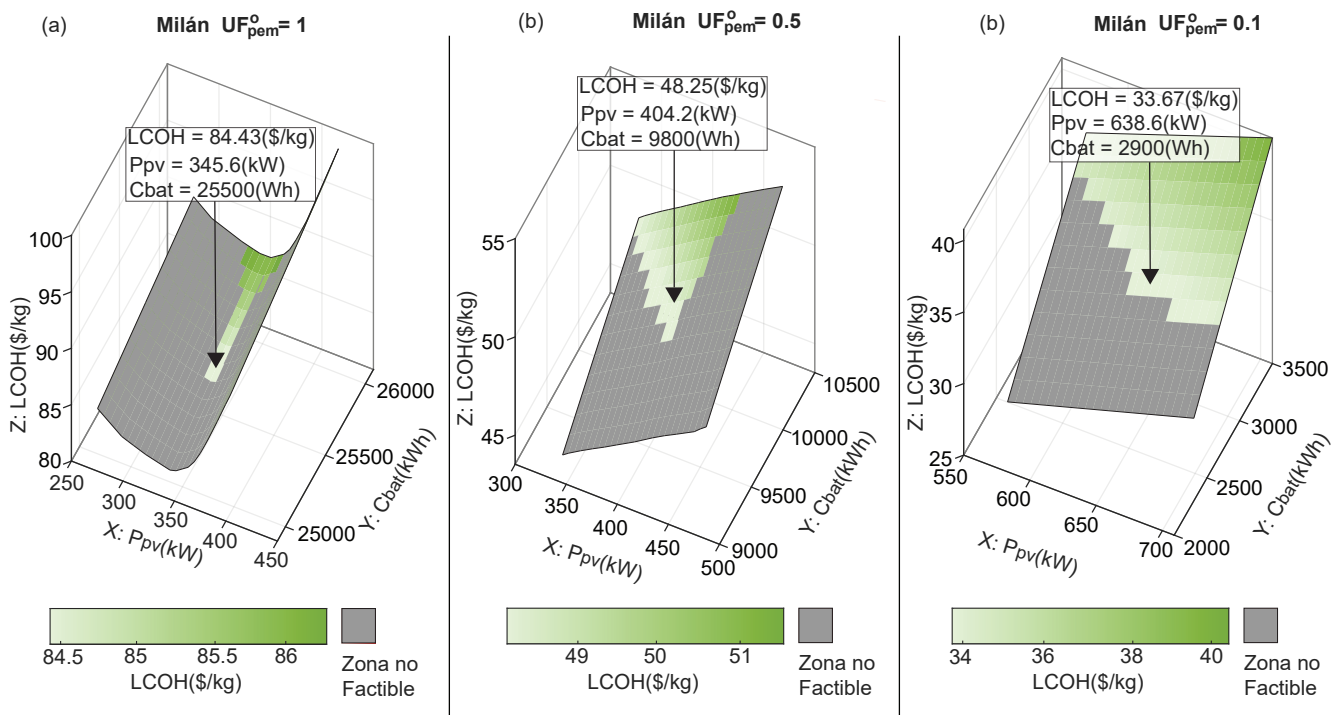 (a) Milán UF°pem= 1
LCOH = 84.43($/kg)
Ppv = 345.6(kW)
Cbat = 25500(Wh)
Z: LCOH($/kg)
100
95
90
85
80
250
300
350
400
450
X: Ppv(kW)
26000
25500
25000
Y: Cbat(kWh)
84.5 85 85.5 86
LCOH($/kg)
Zona no
Factible
(b) Milán UF°pem= 0.5
LCOH = 48.25($/kg)
Ppv = 404.2(kW)
Cbat = 9800(Wh)
Z: LCOH($/kg)
55
50
45
300
350
400
450
500
X: Ppv(kW)
10500
10000
9500
9000
Y: Cbat(kWh)
49 50 51
LCOH($/kg)
Zona no
Factible
(b) Milán UF°pem= 0.1
LCOH = 33.67($/kg)
Ppv = 638.6(kW)
Cbat = 2900(Wh)
Z: LCOH($/kg)
40
35
30
25
550
600
650
700
X: Ppv(kW)
3500
3000
2500
2000
Y: Cbat(kWh)
34 36 38 40
LCOH($/kg)
Zona no
Factible